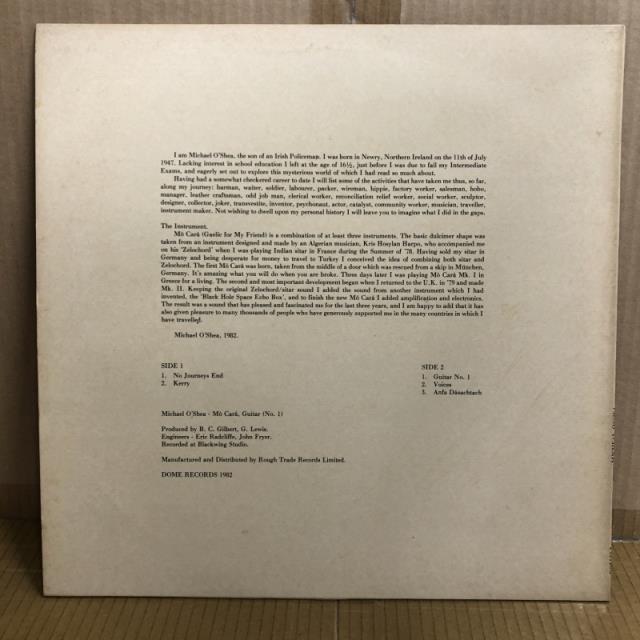 I am Michael O'Shea, the son of an Irish Policeman. I was born in Newry, Northern Ireland on the 11th of July
1947. Lacking interest in school education I left at the age of 16½, just before I was due to fail my Intermediate
Exams, and eagerly set out to explore this mysterious world of which I had read so much about.
Having had a somewhat checkered career to date I will list some of the activities that have taken me thus, so far,
along my journey: barman, waiter, soldier, labourer, packer, wireman, hippie, factory worker, salesman, hobo,
manager, leather craftsman, odd job man, clerical worker, reconciliation relief worker, social worker, sculptor,
designer, collector, joker, transvestite, inventor, psychonaut, actor, catalyst, community worker, musician, traveller,
instrument maker. Not wishing to dwell upon my personal history I will leave you to imagine what I did in the gaps.
The Instrument.
Mó Cará (Gaelic for My Friend) is a combination of at least three instruments. The basic dulcimer shape was
taken from an instrument designed and made by an Algerian musician, Kris Hosylan Harpo, who accompanied me
on his 'Zelochord' when I was playing Indian sitar in France during the Summer of '78. Having sold my sitar in
Germany and being desperate for money to travel to Turkey I conceived the idea of combining both sitar and
Zelochord. The first Mó Cará was born, taken from the middle of a door which was rescued from a skip in München,
Germany. It's amazing what you will do when you are broke. Three days later I was playing Mó Cará Mk. I in
Greece for a living. The second and most important development began when I returned to the U.K. in '79 and made
Mk. II. Keeping the original Zelochord/sitar sound I added the sound from another instrument which I had
invented, the 'Black Hole Space Echo Box', and to finish the new Mó Cará I added amplification and electronics.
The result was a sound that has pleased and fascinated me for the last three years, and I am happy to add that it has
also given pleasure to many thousands of people who have generously supported me in the many countries in which I
have travelled.
Michael O'Shea, 1982.
SIDE 1
1. No Journeys End
2. Kerry
SIDE 2
1. Guitar No. 1
2. Voices
3. Anfa Dásachtach
Michael O'Shea - Mó Cará, Guitar (No. 1)
Produced by B. C. Gilbert, G. Lewis.
Engineers - Eric Radcliffe, John Fryer.
Recorded at Blackwing Studio.
Manufactured and Distributed by Rough Trade Records Limited.
DOME RECORDS 1982